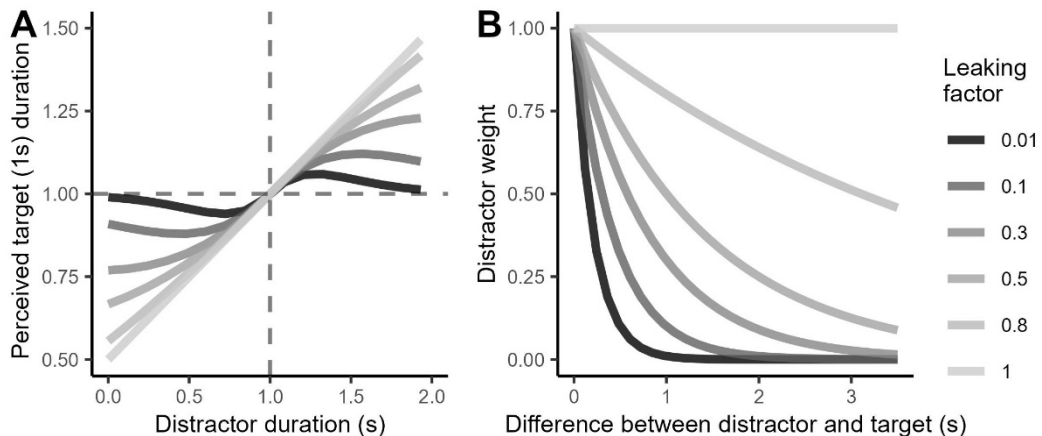 A
Perceived target (1s) duration
1.50
1.25
1.00
0.75
0.50
0.0 0.5 1.0 1.5 2.0
Distractor duration (s)
B
Distractor weight
1.00
0.75
0.50
0.25
0.00
0 1 2 3
Difference between distractor and target (s)
Leaking
factor
0.01
0.1
0.3
0.5
0.8
1